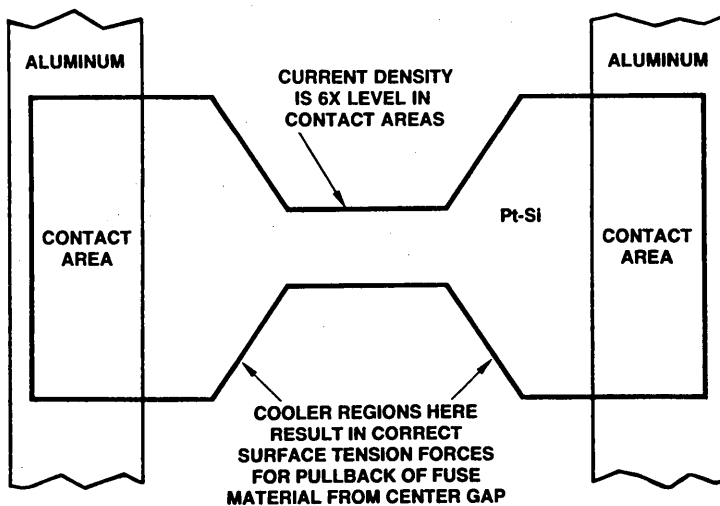 ALUMINUM
ALUMINUM
CURRENT DENSITY
IS 6X LEVEL IN
CONTACT AREAS
Pt-Si
CONTACT
AREA
CONTACT
AREA
COOLER REGIONS HERE
RESULT IN CORRECT
SURFACE TENSION FORCES
FOR PULLBACK OF FUSE
MATERIAL FROM CENTER GAP